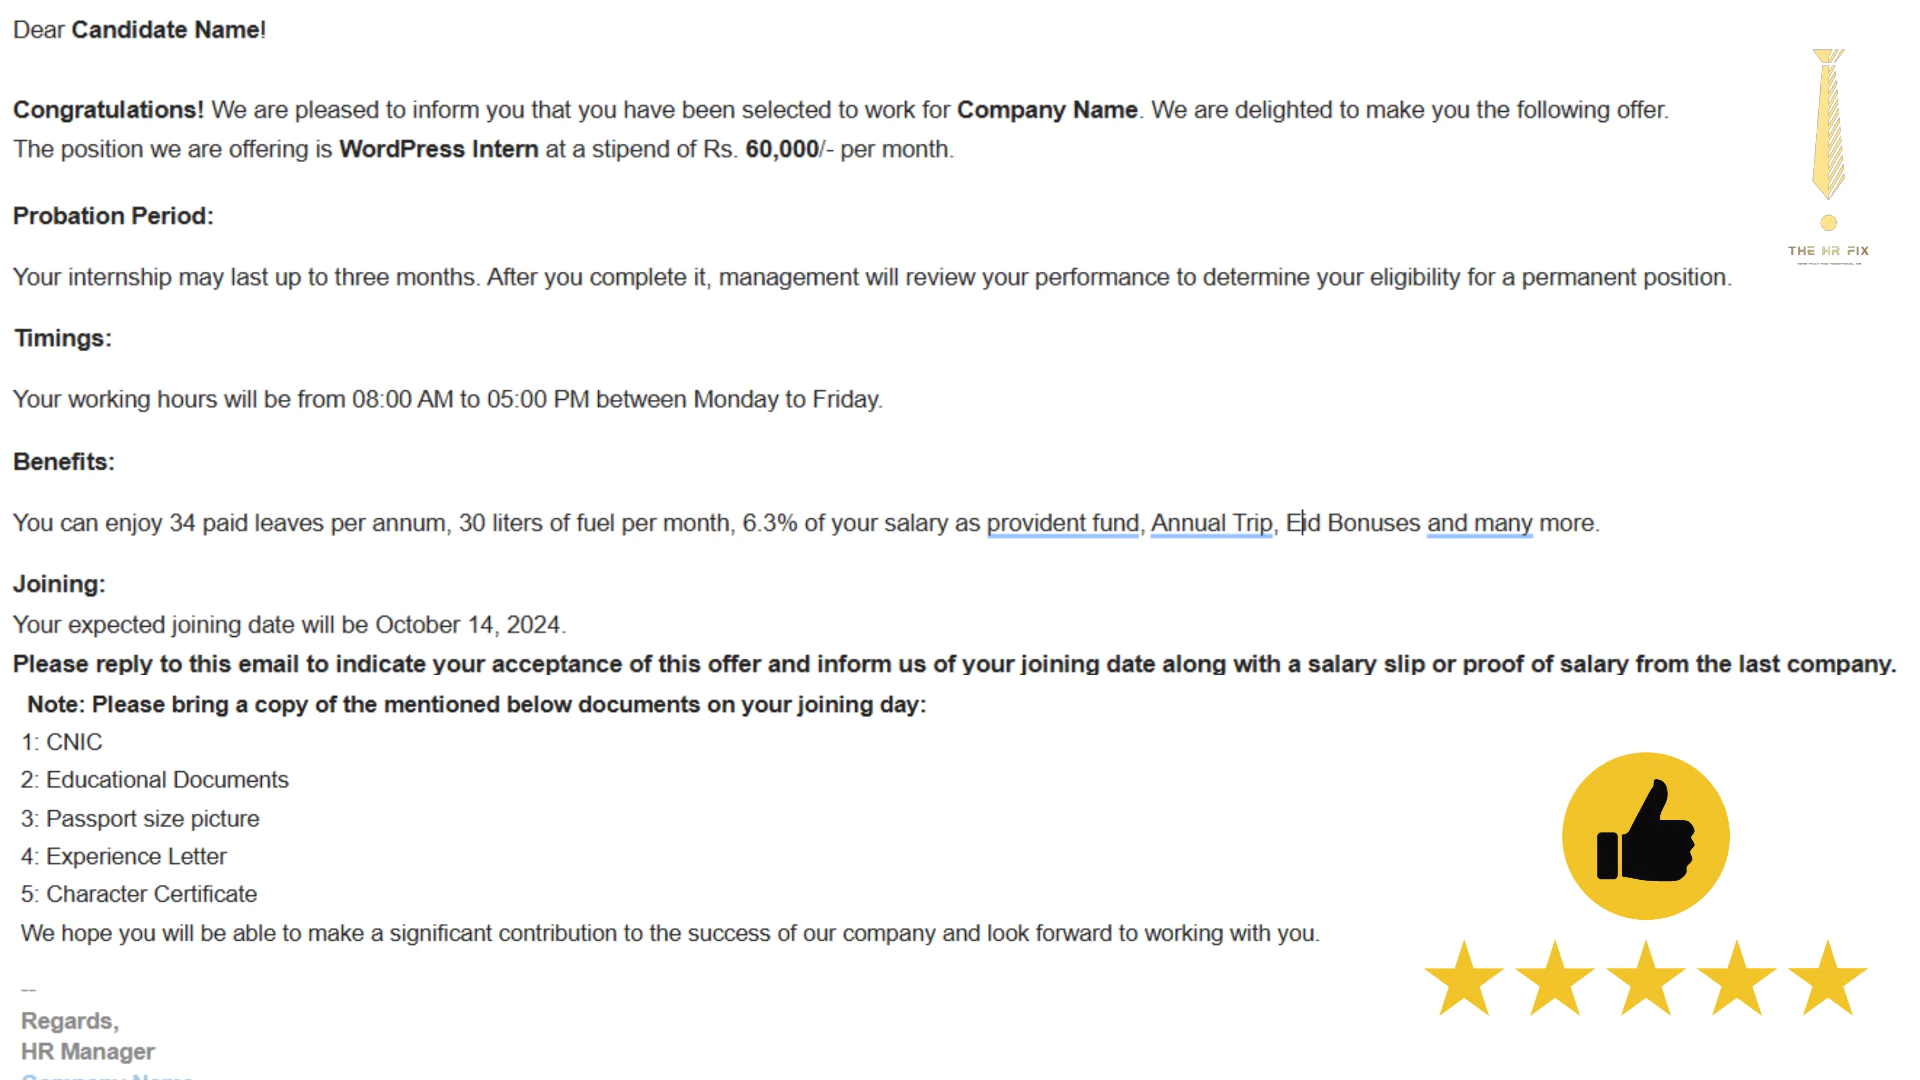 Dear Candidate Name!
Congratulations! We are pleased to inform you that you have been selected to work for Company Name. We are delighted to make you the following offer.
The position we are offering is WordPress Intern at a stipend of Rs. 60,000/- per month.
THE HR FIX
Probation Period:
Your internship may last up to three months. After you complete it, management will review your performance to determine your eligibility for a permanent position.
Timings:
Your working hours will be from 08:00 AM to 05:00 PM between Monday to Friday.
Benefits:
You can enjoy 34 paid leaves per annum, 30 liters of fuel per month, 6.3% of your salary as provident fund, Annual Trip, Eid Bonuses and many more.
Joining:
Your expected joining date will be October 14, 2024.
Please reply to this email to indicate your acceptance of this offer and inform us of your joining date along with a salary slip or proof of salary from the last company.
Note: Please bring a copy of the mentioned below documents on your joining day:
1: CNIC
2: Educational Documents
3: Passport size picture
4: Experience Letter
5: Character Certificate
We hope you will be able to make a significant contribution to the success of our company and look forward to working with you.
--
Regards,
HR Manager
Company Name